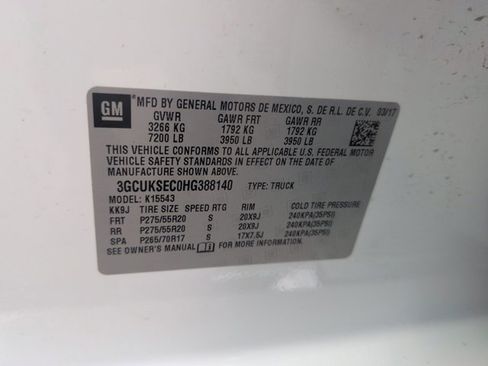 GM MFD BY GENERAL MOTORS DE MEXICO, S. DE R.L. DE C.V. 03/17
GVWR GAWR FRT GAWR RR
3266 KG 1792 KG 1792 KG
7200 LB 3950 LB 3950 LB
THIS VEHICLE CONFORMS TO ALL APPLICABLE U.S. FEDERAL MOTOR
VEHICLE SAFETY STANDARDS IN EFFECT ON THE DATE OF
MANUFACTURE SHOWN ABOVE.
3GCUKSEC0HG388140 TYPE: TRUCK
MODEL: K15543
KK9J TIRE SIZE SPEED RTG RIM COLD TIRE PRESSURE
FRT P275/55R20 S 20X9J 240KPA(35PSI)
RR P275/55R20 S 20X9J 240KPA(35PSI)
SPA P265/70R17 S 17X7.5J 240KPA(35PSI)
SEE OWNER'S MANUAL FOR MORE INFORMATION.